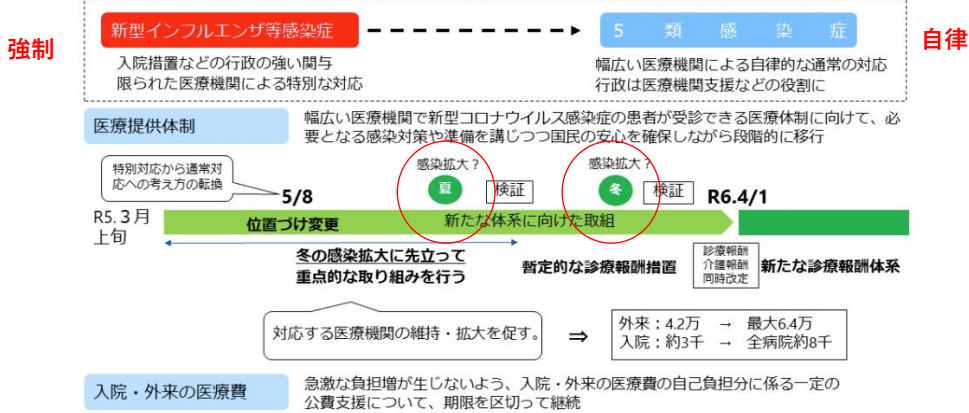 新型インフルエンザ等感染症
5 類 感 染 症
強制
自律
入院措置などの行政の強い関与
限られた医療機関による特別な対応
幅広い医療機関による自律的な通常の対応
行政は医療機関支援などの役割に
医療提供体制
幅広い医療機関で新型コロナウイルス感染症の患者が受診できる医療体制に向けて、必
要となる感染対策や準備を講じつつ国民の安心を確保しながら段階的に移行
特別対応から通常対
応への考え方の転換
5/8
感染拡大？
夏
検証
感染拡大？
冬
検証
R6.4/1
R5.３月
上旬
位置づけ変更
新たな体系に向けた取組
冬の感染拡大に先立って
重点的な取り組みを行う
暫定的な診療報酬措置
診療報酬
介護報酬
同時改定
新たな診療報酬体系
対応する医療機関の維持・拡大を促す。
⇒
外来：4.2万 → 最大6.4万
入院：約3千 → 全病院約8千
入院・外来の医療費
急激な負担増が生じないよう、入院・外来の医療費の自己負担分に係る一定の
公費支援について、期限を区切って継続